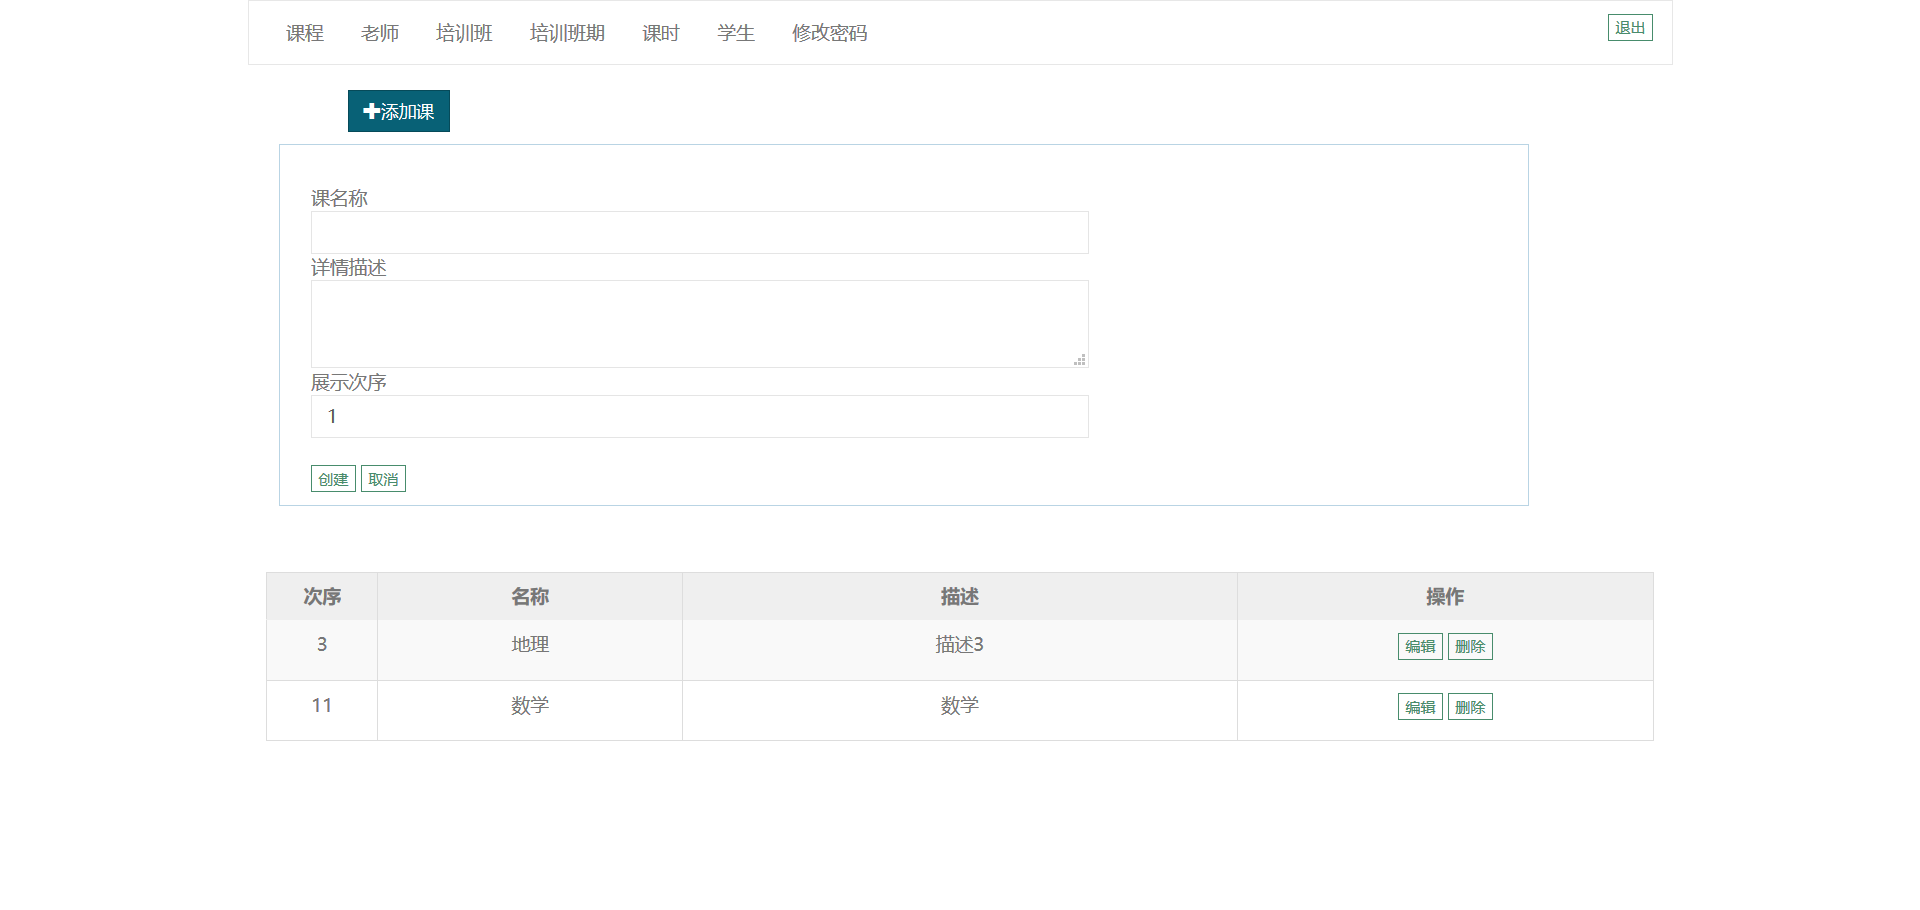 课程 老师 培训班 培训班期 课时 学生 修改密码 退出
添加课
课名称
详情描述
展示次序
1
创建 取消
次序 名称 描述 操作
3 地理 描述3 编辑 删除
11 数学 数学 编辑 删除